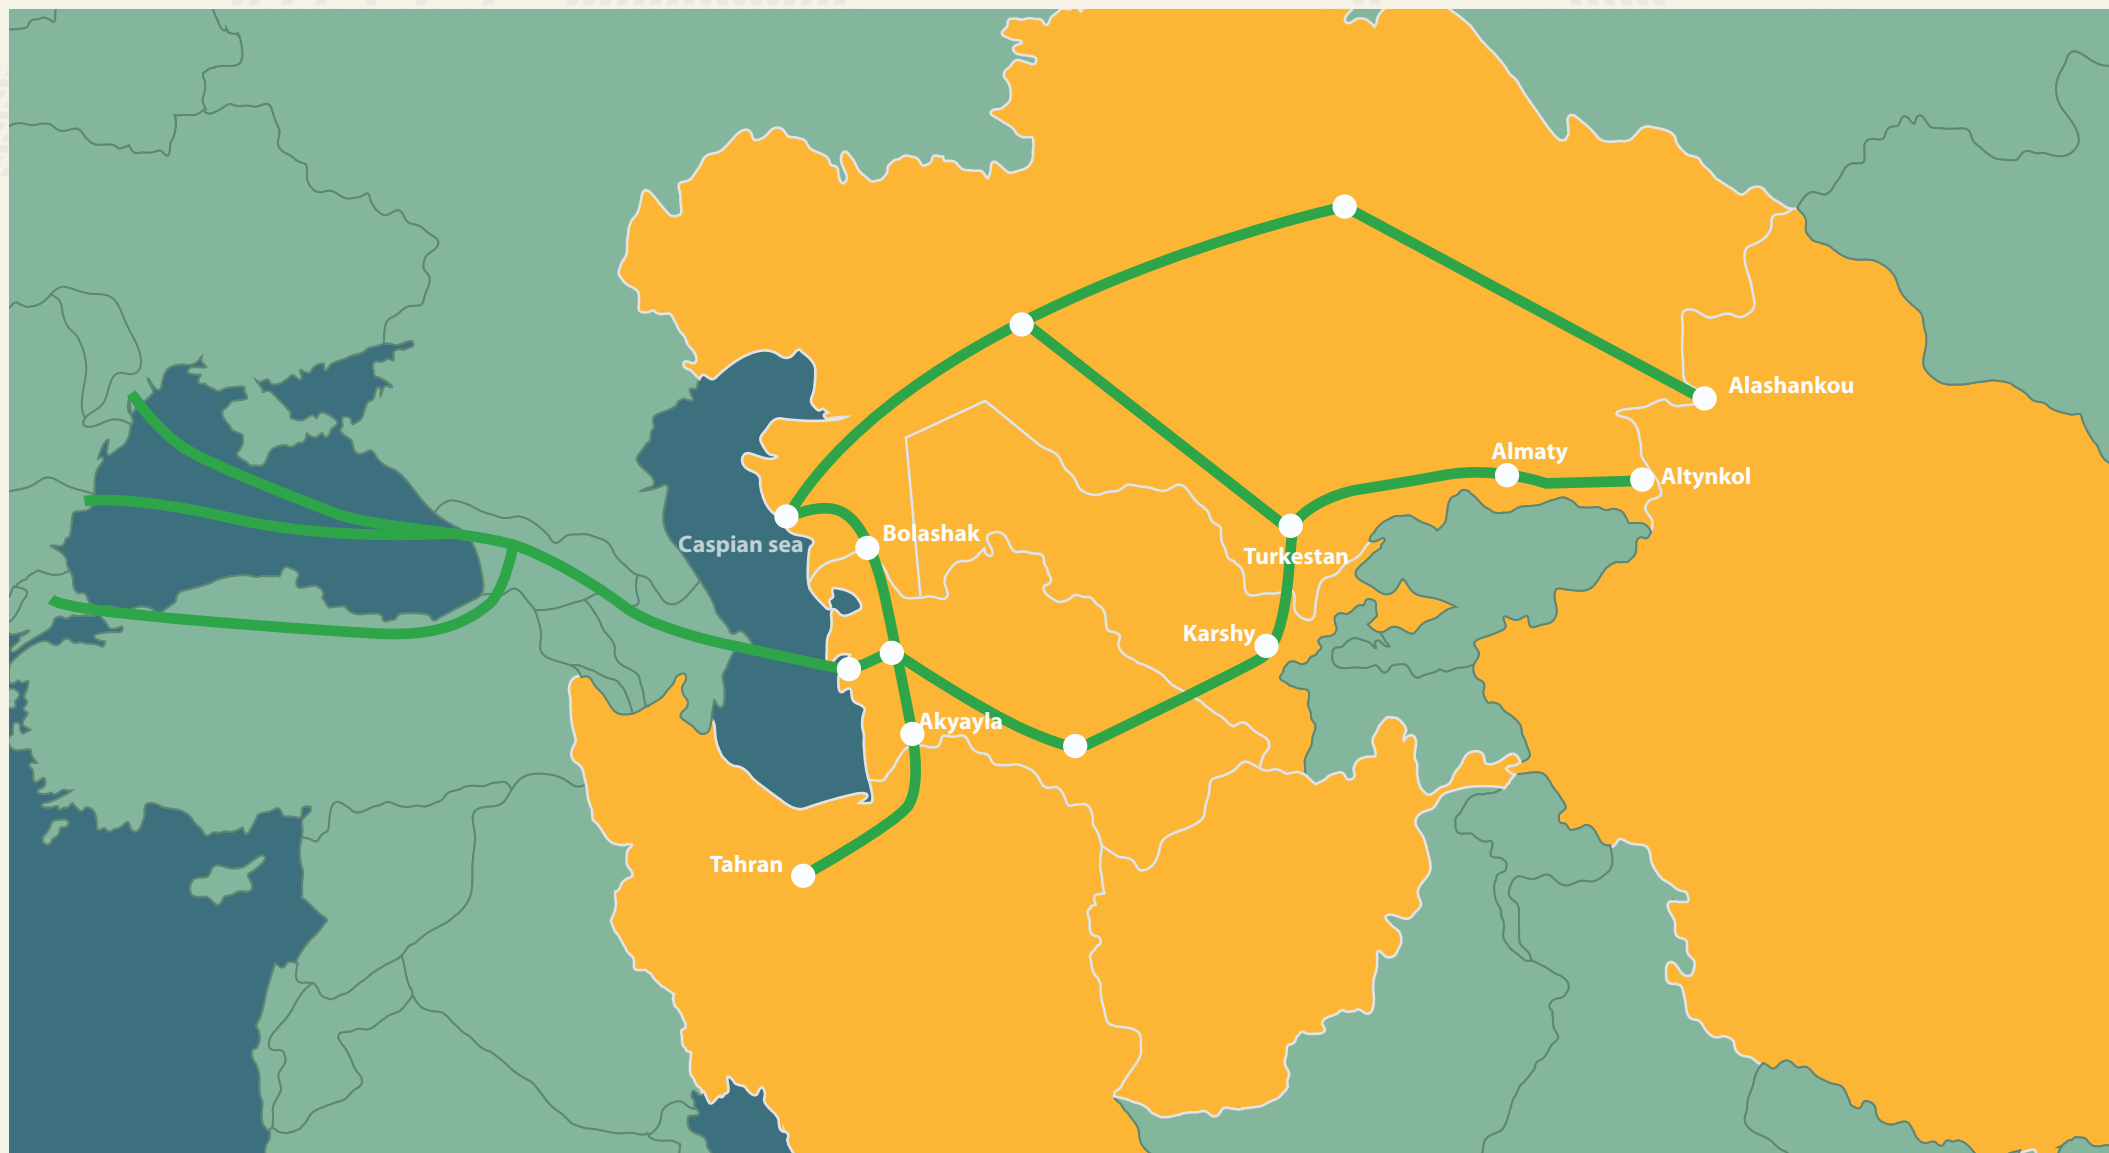 Alashankou
Almaty
Altynkol
Bolashak
Caspian sea
Turkestan
Karshy
Akyayla
Tahran